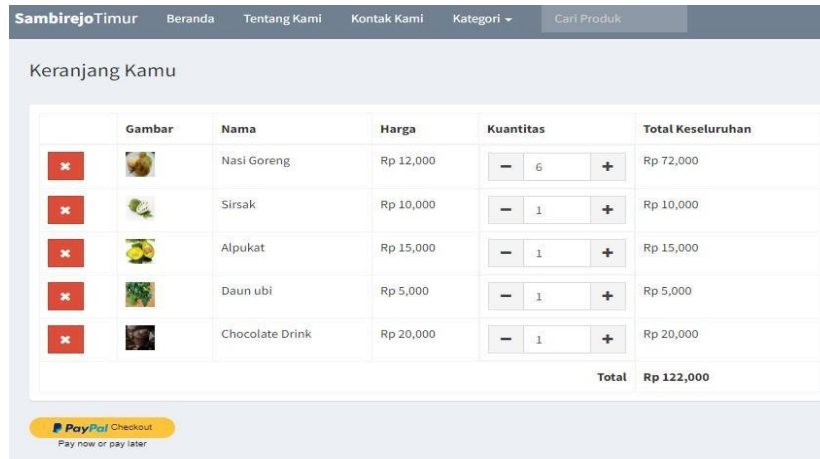 SambirejoTimur Beranda Tentang Kami Kontak Kami Kategori Cari Produk
Keranjang Kamu
Gambar Nama Harga Kuantitas Total Keseluruhan
Nasi Goreng Rp 12,000 6 Rp 72,000
Sirsak Rp 10,000 1 Rp 10,000
Alpukat Rp 15,000 1 Rp 15,000
Daun ubi Rp 5,000 1 Rp 5,000
Chocolate Drink Rp 20,000 1 Rp 20,000
Total Rp 122,000
PayPal Checkout
Pay now or pay later